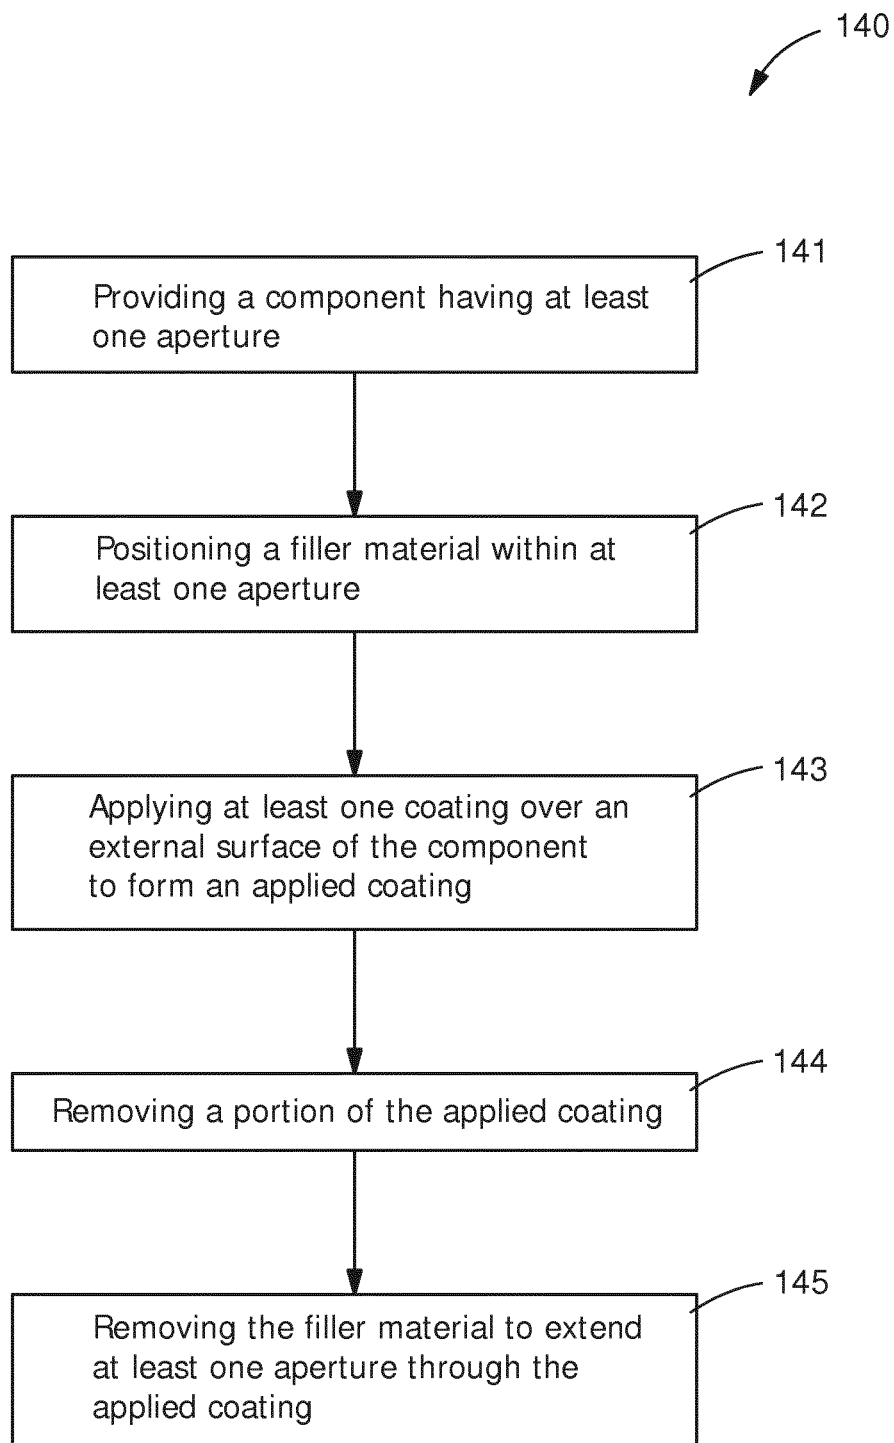 140
141
Providing a component having at least
one aperture
142
Positioning a filler material within at
least one aperture
143
Applying at least one coating over an
external surface of the component
to form an applied coating
144
Removing a portion of the applied coating
145
Removing the filler material to extend
at least one aperture through the
applied coating